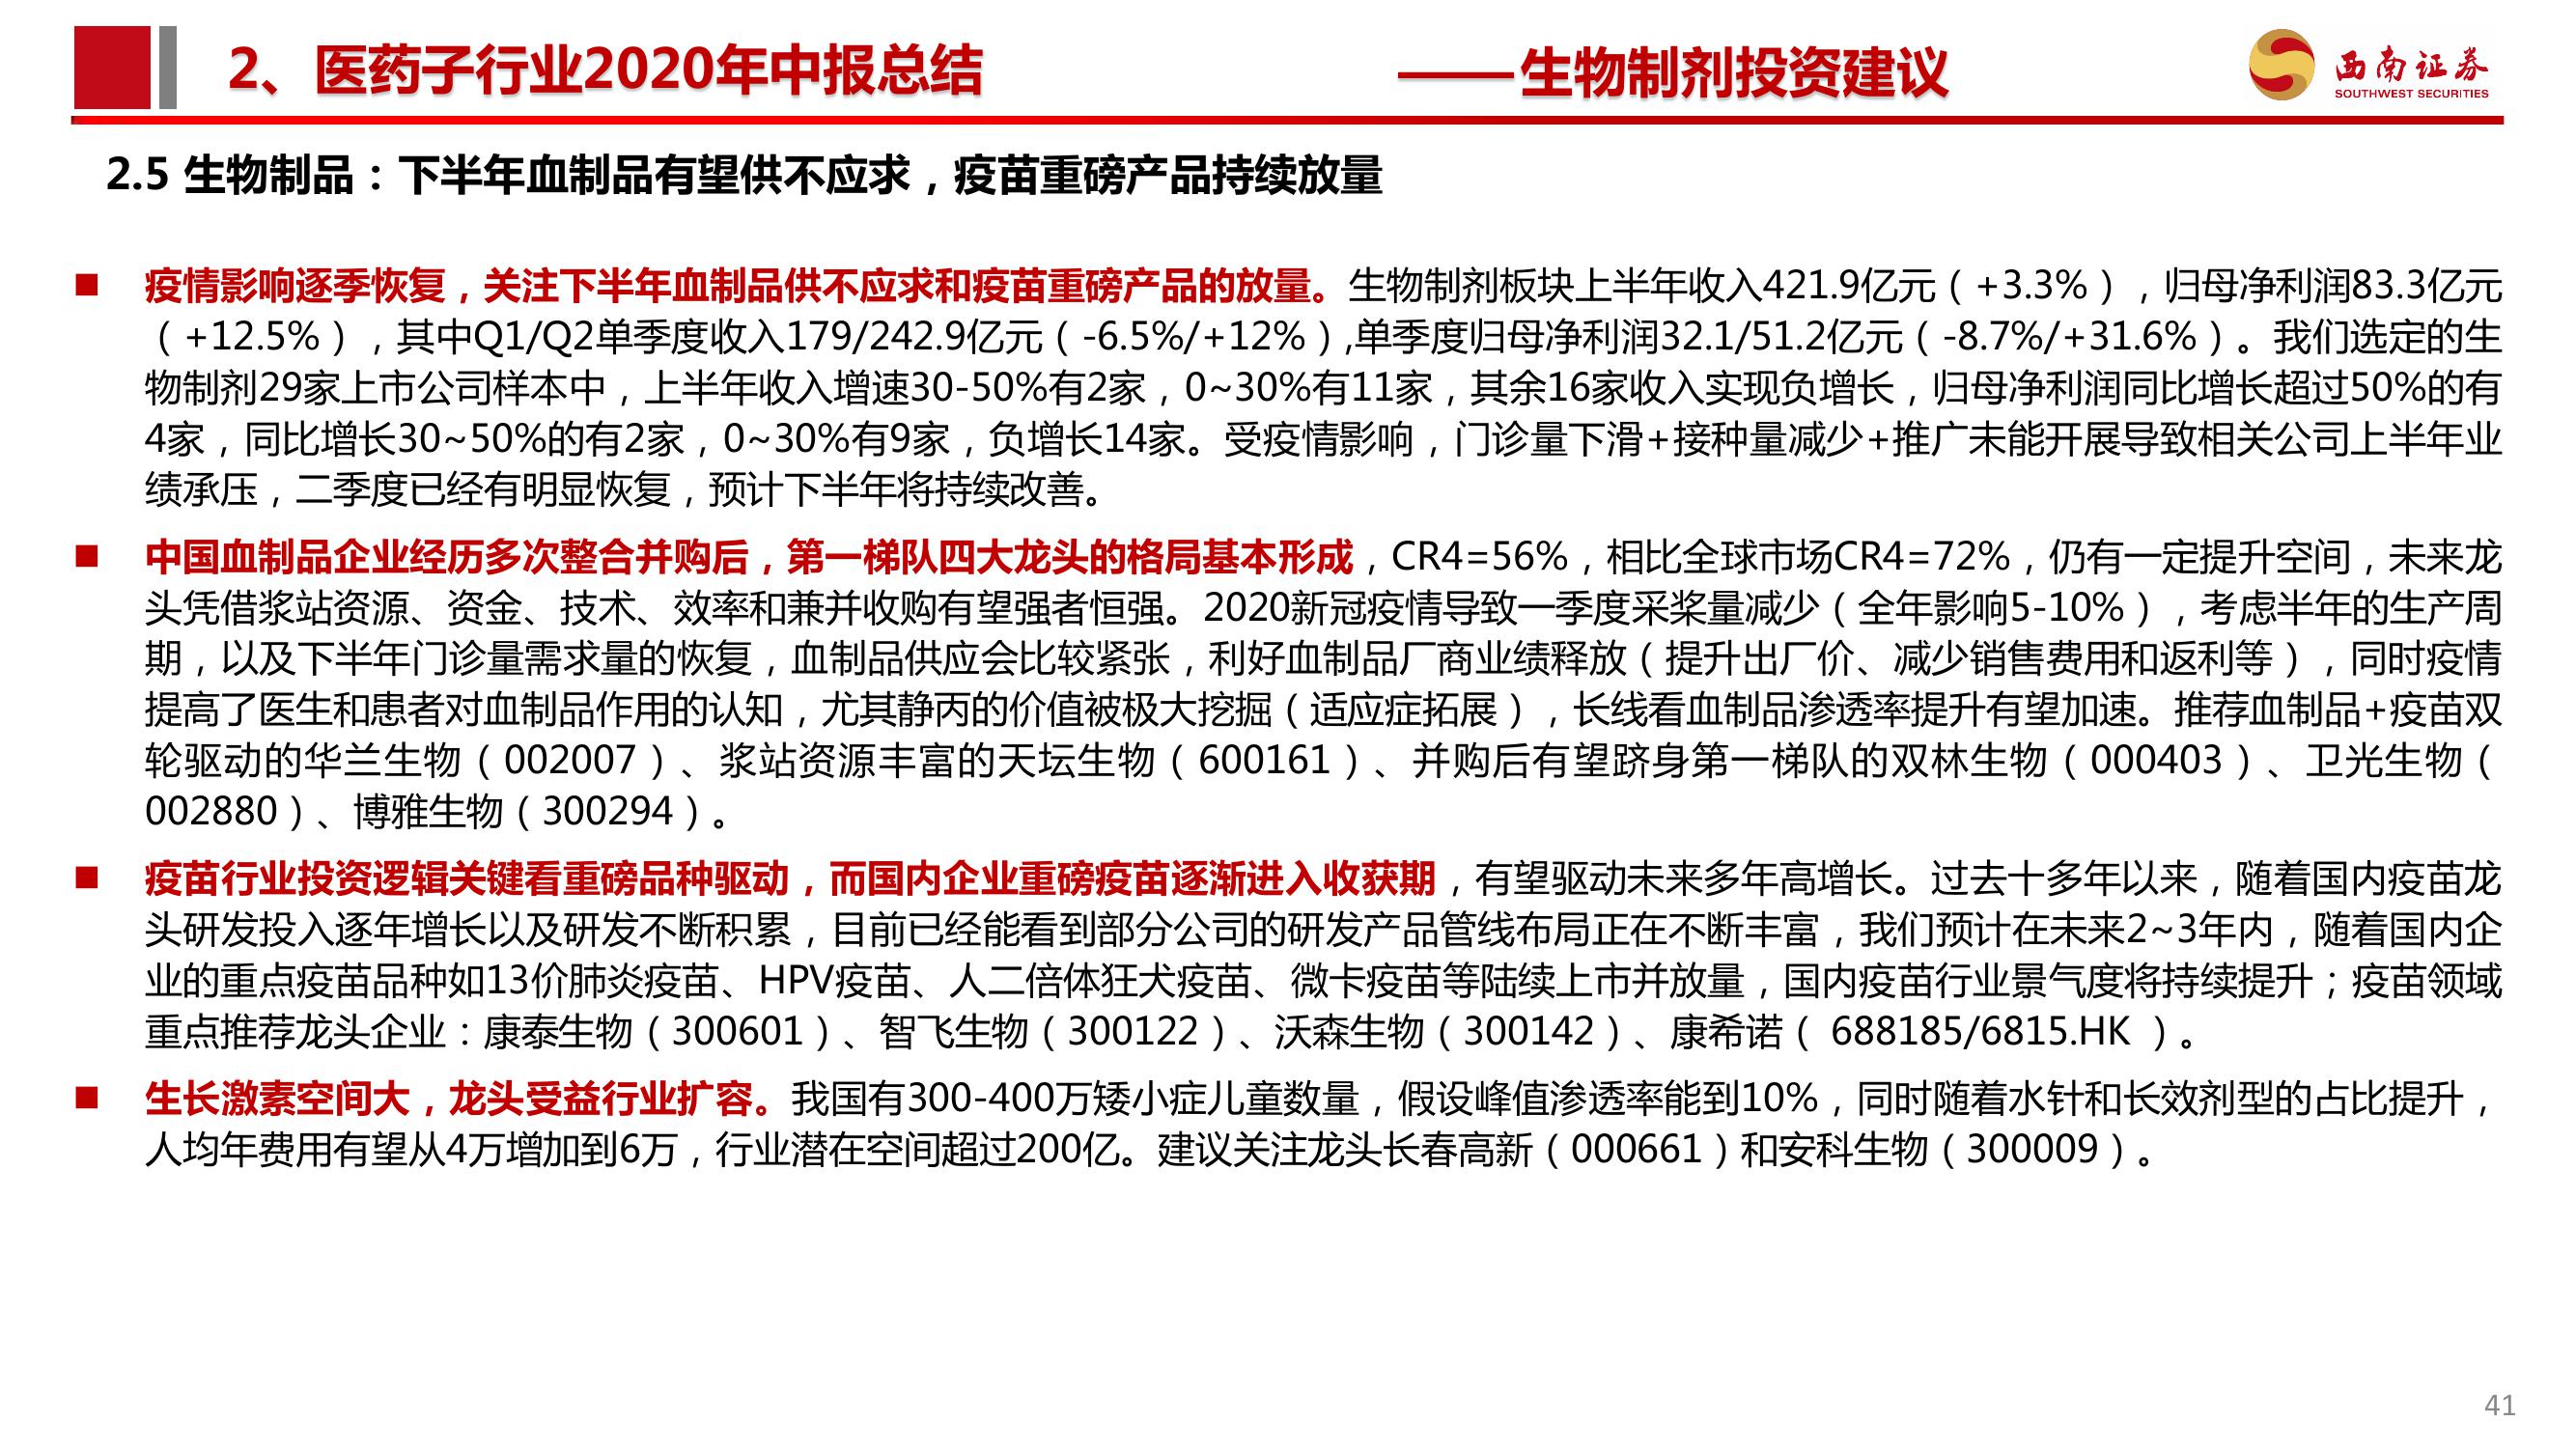 2、医药子行业2020年中报总结
——生物制剂投资建议
西南证券
SOUTHWEST SECURITIES
2.5 生物制品：下半年血制品有望供不应求，疫苗重磅产品持续放量
■ 疫情影响逐季恢复，关注下半年血制品供不应求和疫苗重磅产品的放量。生物制剂板块上半年收入421.9亿元（+3.3%），归母净利润83.3亿元
（+12.5%），其中Q1/Q2单季度收入179/242.9亿元（-6.5%/+12%）,单季度归母净利润32.1/51.2亿元（-8.7%/+31.6%）。我们选定的生
物制剂29家上市公司样本中，上半年收入增速30-50%有2家，0~30%有11家，其余16家收入实现负增长，归母净利润同比增长超过50%的有
4家，同比增长30~50%的有2家，0~30%有9家，负增长14家。受疫情影响，门诊量下滑+接种量减少+推广未能开展导致相关公司上半年业
绩承压，二季度已经有明显恢复，预计下半年将持续改善。
■ 中国血制品企业经历多次整合并购后，第一梯队四大龙头的格局基本形成，CR4=56%，相比全球市场CR4=72%，仍有一定提升空间，未来龙
头凭借浆站资源、资金、技术、效率和兼并收购有望强者恒强。2020新冠疫情导致一季度采奖量减少（全年影响5-10%），考虑半年的生产周
期，以及下半年门诊量需求量的恢复，血制品供应会比较紧张，利好血制品厂商业绩释放（提升出厂价、减少销售费用和返利等），同时疫情
提高了医生和患者对血制品作用的认知，尤其静丙的价值被极大挖掘（适应症拓展），长线看血制品渗透率提升有望加速。推荐血制品+疫苗双
轮驱动的华兰生物（002007）、浆站资源丰富的天坛生物（600161）、并购后有望跻身第一梯队的双林生物（000403）、卫光生物（
002880）、博雅生物（300294）。
■ 疫苗行业投资逻辑关键看重磅品种驱动，而国内企业重磅疫苗逐渐进入收获期，有望驱动未来多年高增长。过去十多年以来，随着国内疫苗龙
头研发投入逐年增长以及研发不断积累，目前已经能看到部分公司的研发产品管线布局正在不断丰富，我们预计在未来2~3年内，随着国内企
业的重点疫苗品种如13价肺炎疫苗、HPV疫苗、人二倍体狂犬疫苗、微卡疫苗等陆续上市并放量，国内疫苗行业景气度将持续提升；疫苗领域
重点推荐龙头企业：康泰生物（300601）、智飞生物（300122）、沃森生物（300142）、康希诺（ 688185/6815.HK ）。
■ 生长激素空间大，龙头受益行业扩容。我国有300-400万矮小症儿童数量，假设峰值渗透率能到10%，同时随着水针和长效剂型的占比提升，
人均年费用有望从4万增加到6万，行业潜在空间超过200亿。建议关注龙头长春高新（000661）和安科生物（300009）。
41